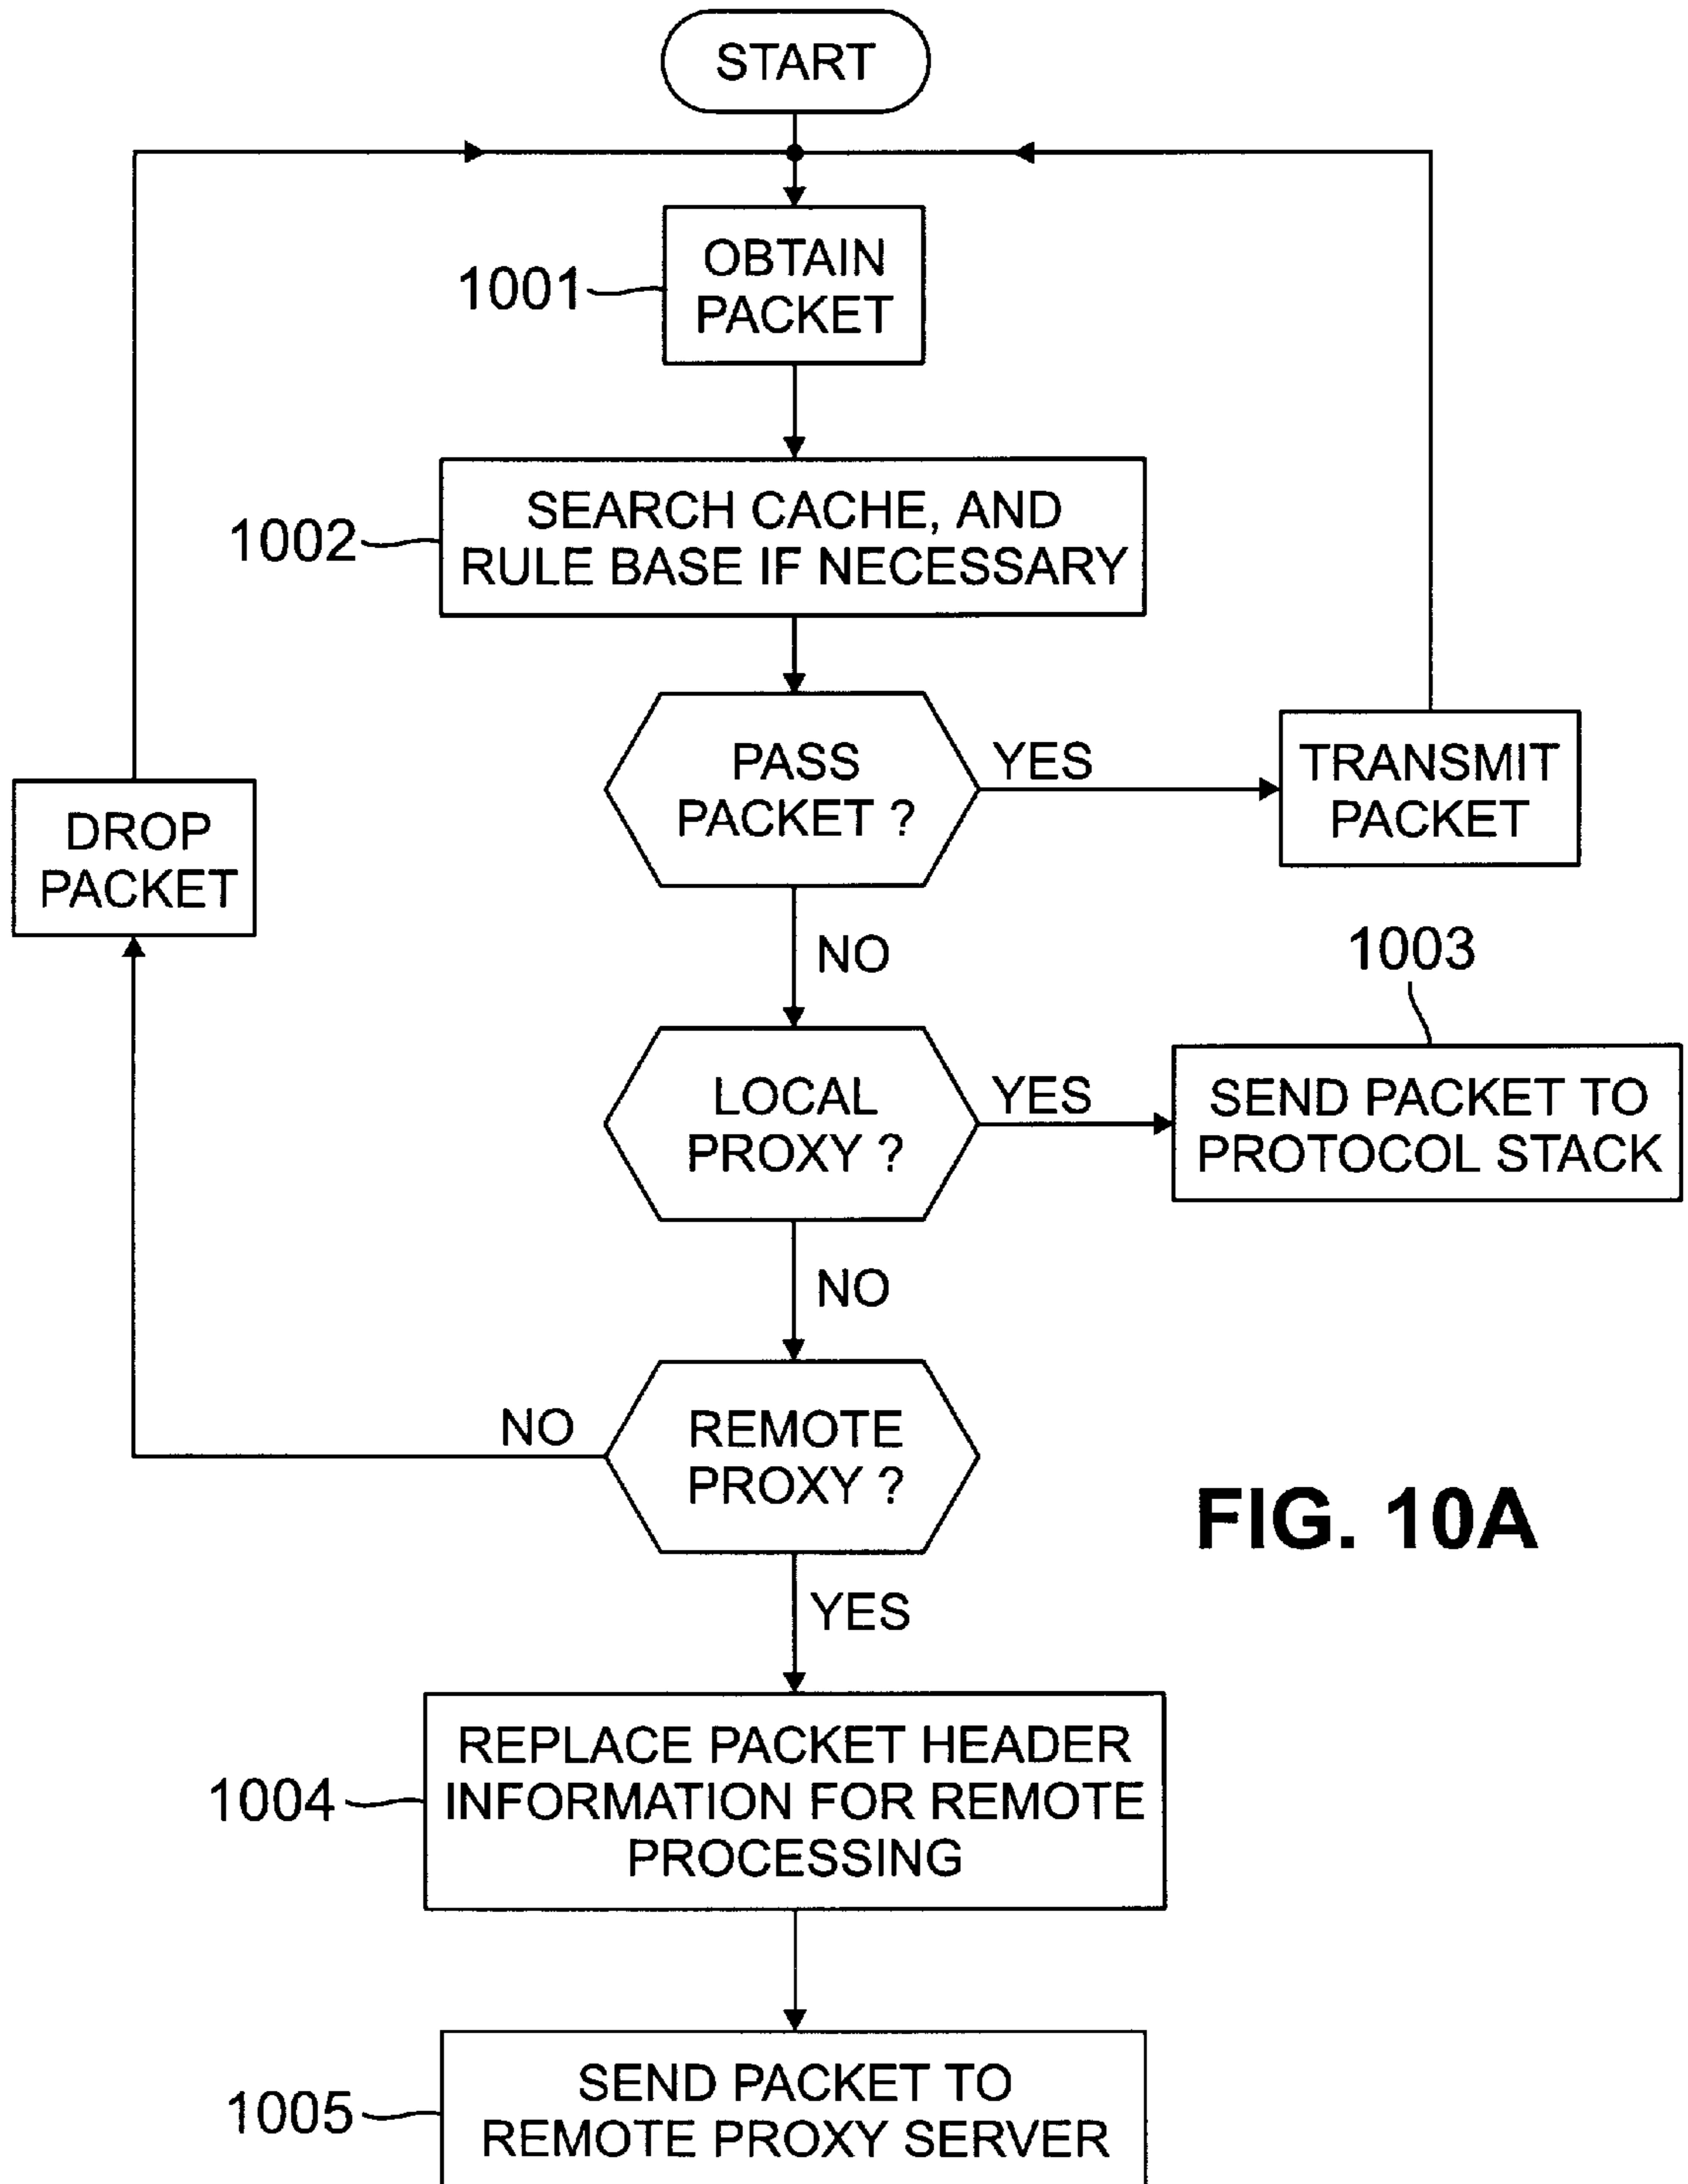 START
OBTAIN
PACKET
1001
SEARCH CACHE, AND
RULE BASE IF NECESSARY
1002
PASS
PACKET ?
YES
TRANSMIT
PACKET
DROP
PACKET
NO
1003
LOCAL
PROXY ?
YES
SEND PACKET TO
PROTOCOL STACK
NO
REMOTE
PROXY ?
NO
FIG. 10A
YES
REPLACE PACKET HEADER
INFORMATION FOR REMOTE
PROCESSING
1004
SEND PACKET TO
REMOTE PROXY SERVER
1005